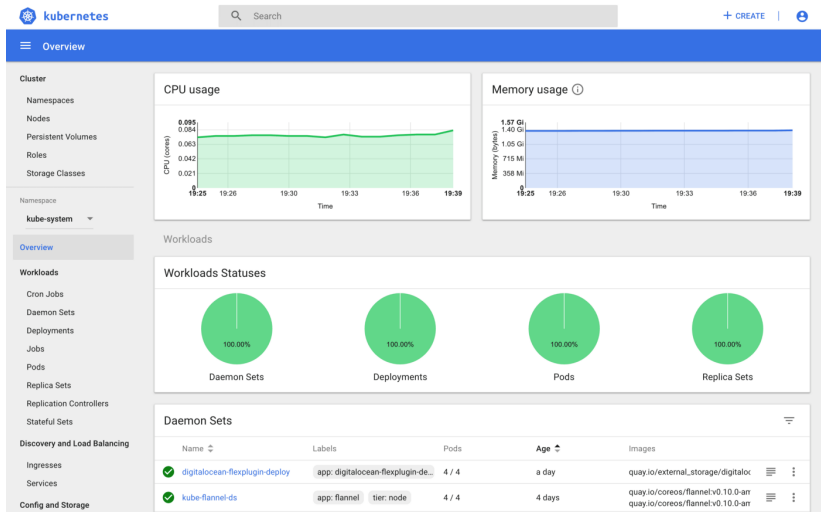 kubernetes
Search
+ CREATE
Overview
Cluster
Namespaces
Nodes
Persistent Volumes
Roles
Storage Classes
Namespace
kube-system
Overview
Workloads
Cron Jobs
Daemon Sets
Deployments
Jobs
Pods
Replica Sets
Replication Controllers
Stateful Sets
Discovery and Load Balancing
Ingresses
Services
Config and Storage
CPU usage
CPU (cores)
0.095
0.084
0.063
0.042
0.021
0
19:25 19:26 19:30 19:33 19:36 19:39
Time
Memory usage
Memory (bytes)
1.57 Gi
1.40 Gi
1.05 Gi
715 Mi
358 Mi
0
19:25 19:26 19:30 19:33 19:36 19:39
Time
Workloads
Workloads Statuses
100.00% 100.00% 100.00% 100.00%
Daemon Sets Deployments Pods Replica Sets
Daemon Sets
Name Labels Pods Age Images
digitalocean-flexplugin-deploy app: digitalocean-flexplugin-de... 4 / 4 a day quay.io/external_storage/digitaloc
kube-flannel-ds app: flannel tier: node 4 / 4 4 days quay.io/coreos/flannel:v0.10.0-am
quay.io/coreos/flannel:v0.10.0-am